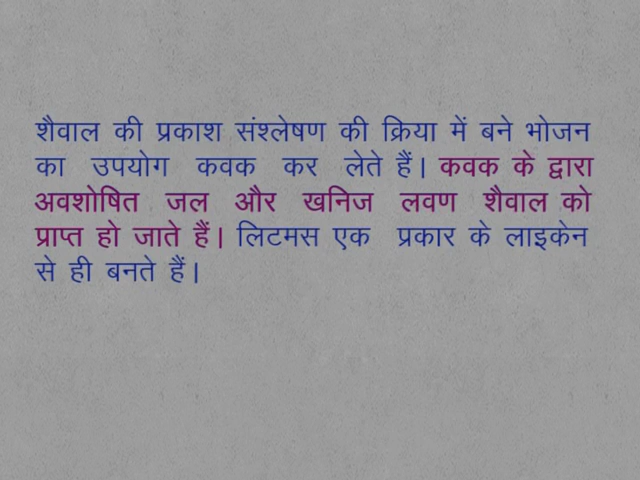 शैवाल की प्रकाश संश्लेषण की क्रिया में बने भोजन
का उपयोग कवक कर लेते हैं। कवक के द्वारा
अवशोषित जल और खनिज लवण शैवाल को
प्राप्त हो जाते हैं। लिटमस एक प्रकार के लाइकेन
से ही बनते हैं।